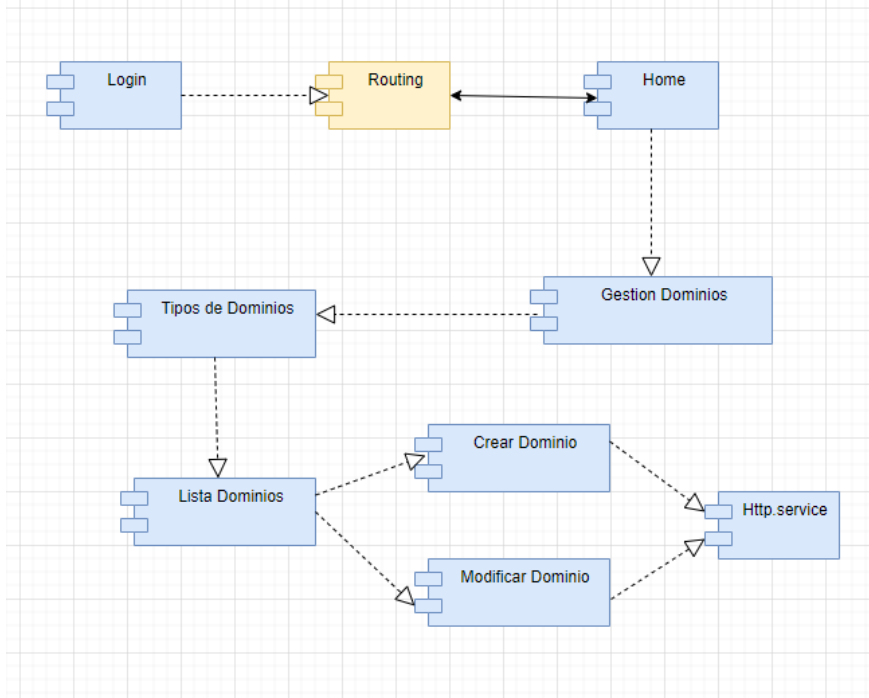 Login
Routing
Home
Gestion Dominios
Tipos de Dominios
Crear Dominio
Lista Dominios
Http.service
Modificar Dominio